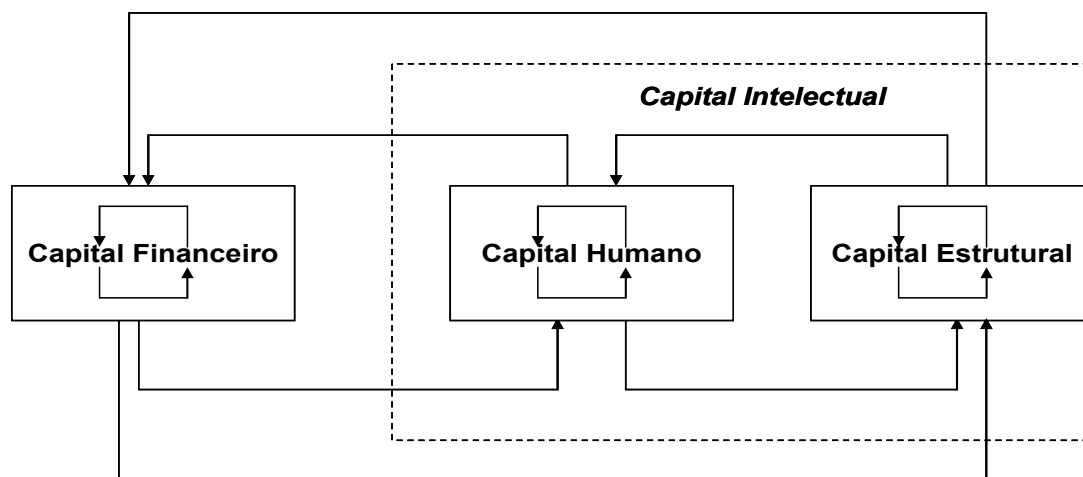 Capital Intelectual
Capital Financeiro
Capital Humano
Capital Estrutural